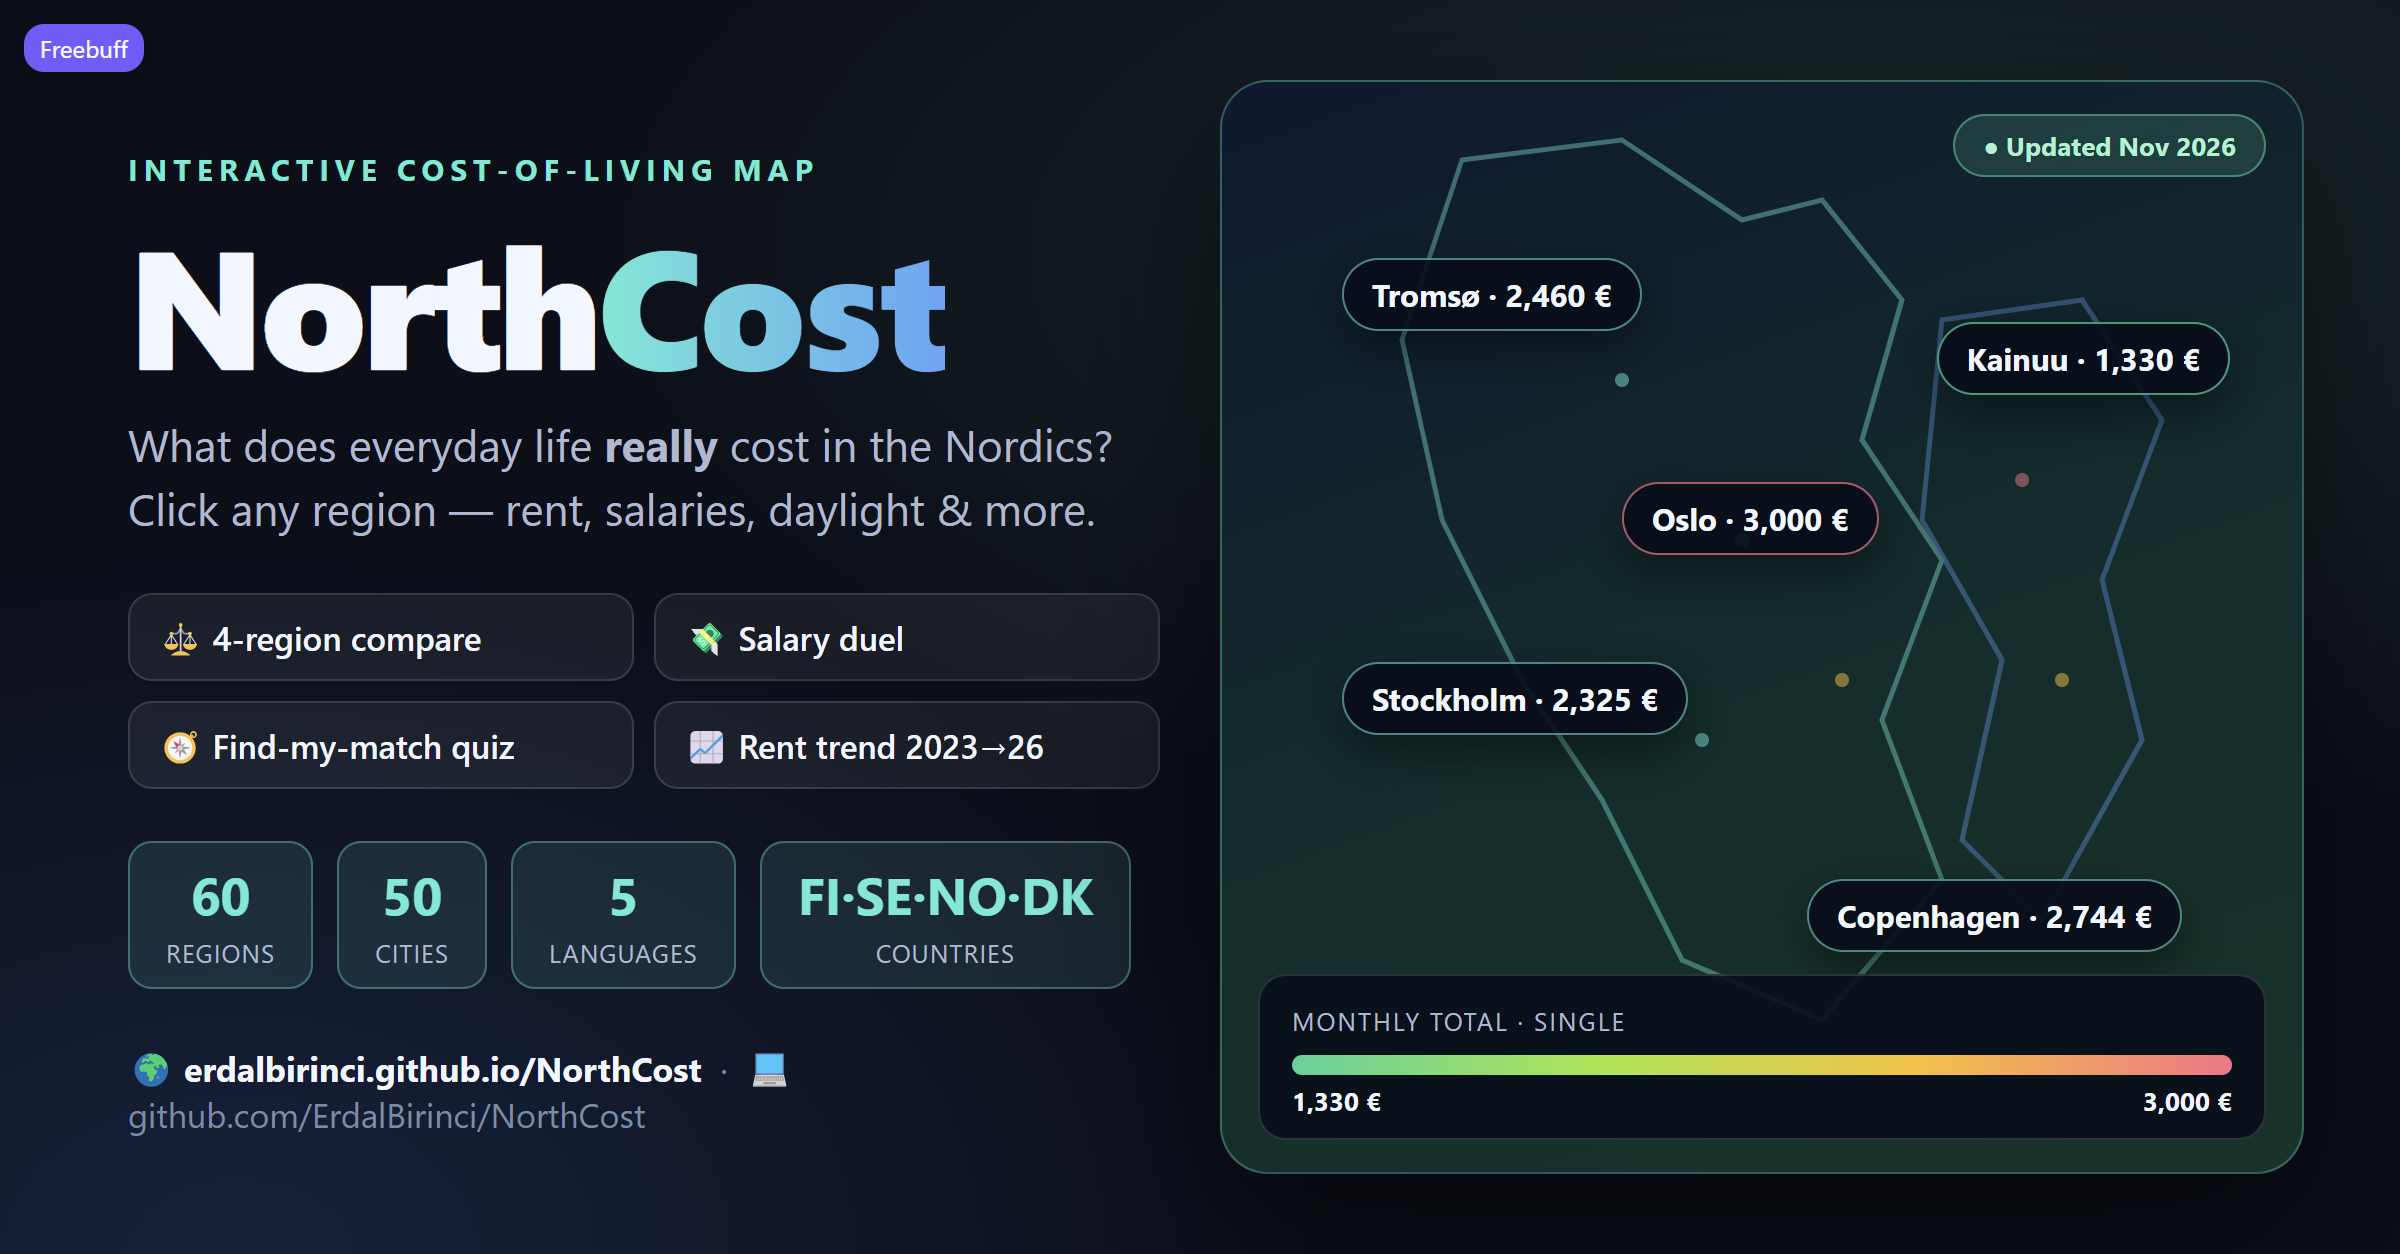 Freebuff
INTERACTIVE COST-OF-LIVING MAP
NorthCost
What does everyday life really cost in the Nordics?
Click any region — rent, salaries, daylight & more.
4-region compare
Salary duel
Find-my-match quiz
Rent trend 2023→26
60
REGIONS
50
CITIES
5
LANGUAGES
FI·SE·NO·DK
COUNTRIES
erdalbirinci.github.io/NorthCost ·
github.com/ErdalBirinci/NorthCost
• Updated Nov 2026
Tromsø · 2,460 €
Kainuu · 1,330 €
Oslo · 3,000 €
Stockholm · 2,325 €
Copenhagen · 2,744 €
MONTHLY TOTAL · SINGLE
1,330 €
3,000 €